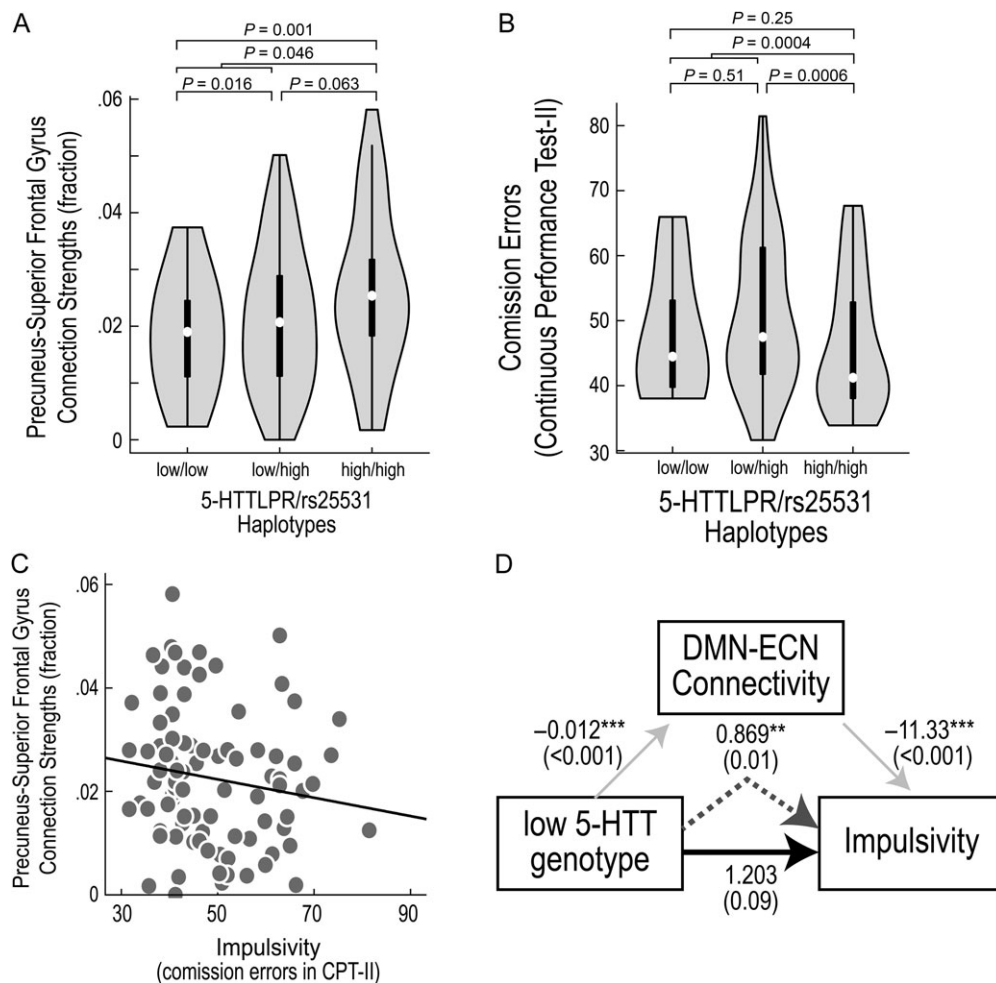 A
P = 0.001
P = 0.046
P = 0.016
P = 0.063
Precuneus-Superior Frontal Gyrus
Connection Strengths (fraction)
.06
.04
.02
0
low/low
low/high
high/high
5-HTTLPR/rs25531
Haplotypes
B
P = 0.25
P = 0.0004
P = 0.51
P = 0.0006
Comission Errors
(Continuous Performance Test-II)
80
70
60
50
40
30
low/low
low/high
high/high
5-HTTLPR/rs25531
Haplotypes
C
Precuneus-Superior Frontal Gyrus
Connection Strengths (fraction)
.06
.04
.02
0
30
50
70
90
Impulsivity
(comission errors in CPT-II)
D
DMN-ECN
Connectivity
–0.012***
(<0.001)
0.869**
(0.01)
-11.33***
(<0.001)
low 5-HTT
genotype
Impulsivity
1.203
(0.09)